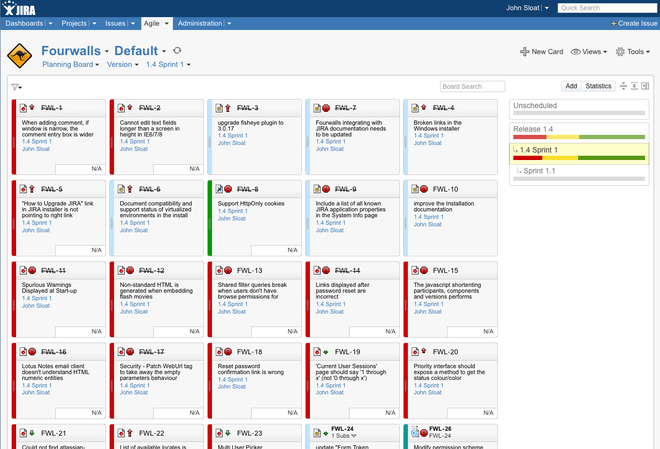 JIRA
John Sloat
Quick Search
Dashboards
Projects
Issues
Agile
Administration
+ Create Issue
Fourwalls
Default
New Card
Views
Tools
Planning Board
Version
1.4 Sprint 1
Board Search
Add
Statistics
FWL-1
When adding comment, if
window is narrow, the
comment entry box is wider
1.4 Sprint 1
John Sloat
N/A
FWL-2
Cannot edit text fields
longer than a screen in
height in IE6/7/8
1.4 Sprint 1
John Sloat
N/A
FWL-3
upgrade fisheye plugin to
3.0.17
1.4 Sprint 1
John Sloat
FWL-7
Fourwalls integrating with
JIRA documentation needs
to be updated
1.4 Sprint 1
John Sloat
FWL-4
Broken links in the
Windows installer
1.4 Sprint 1
John Sloat
Unscheduled
Release 1.4
1.4 Sprint 1
Sprint 1.1
FWL-5
"How to Upgrade JIRA" link
in JIRA installer is not
pointing to right link
1.4 Sprint 1
John Sloat
N/A
FWL-6
Document compatibility and
support status of virtualized
environments in the install
1.4 Sprint 1
John Sloat
FWL-8
Support HttpOnly cookies
1.4 Sprint 1
John Sloat
N/A
FWL-9
Include a list of all known
JIRA application properties
in the System Info page
1.4 Sprint 1
John Sloat
FWL-10
improve the Installation
documentation
1.4 Sprint 1
John Sloat
FWL-11
Spurious Warnings
Displayed at Start-up
1.4 Sprint 1
John Sloat
N/A
FWL-12
Non-standard HTML is
generated when embedding
flash movies
1.4 Sprint 1
John Sloat
N/A
FWL-13
Shared filter queries break
when users don't have
browse permissions for
1.4 Sprint 1
John Sloat
N/A
FWL-14
Links displayed after
password reset are
incorrect
1.4 Sprint 1
John Sloat
N/A
FWL-15
The javascript shortening
participants, components
and versions performs
1.4 Sprint 1
John Sloat
N/A
FWL-16
Lotus Notes email client
doesn't understand HTML
numeric entities
1.4 Sprint 1
John Sloat
N/A
FWL-17
Security - Patch WebUrl tag
to take away the empty
parameters behaviour
1.4 Sprint 1
John Sloat
N/A
FWL-18
Reset password
confirmation link is wrong
1.4 Sprint 1
John Sloat
N/A
FWL-19
'Current User Sessions'
page should say '1 through
x' (not '0 through x')
1.4 Sprint 1
John Sloat
N/A
FWL-20
Priority interface should
expose a method to get the
status colour/color
1.4 Sprint 1
John Sloat
N/A
FWL-21
Could not find atlassian-
FWL-22
List of available locales is
FWL-23
Multi User Picker
FWL-24
1 Subs
update "Form Token
FWL-26
FWL-24
Modify permission scheme